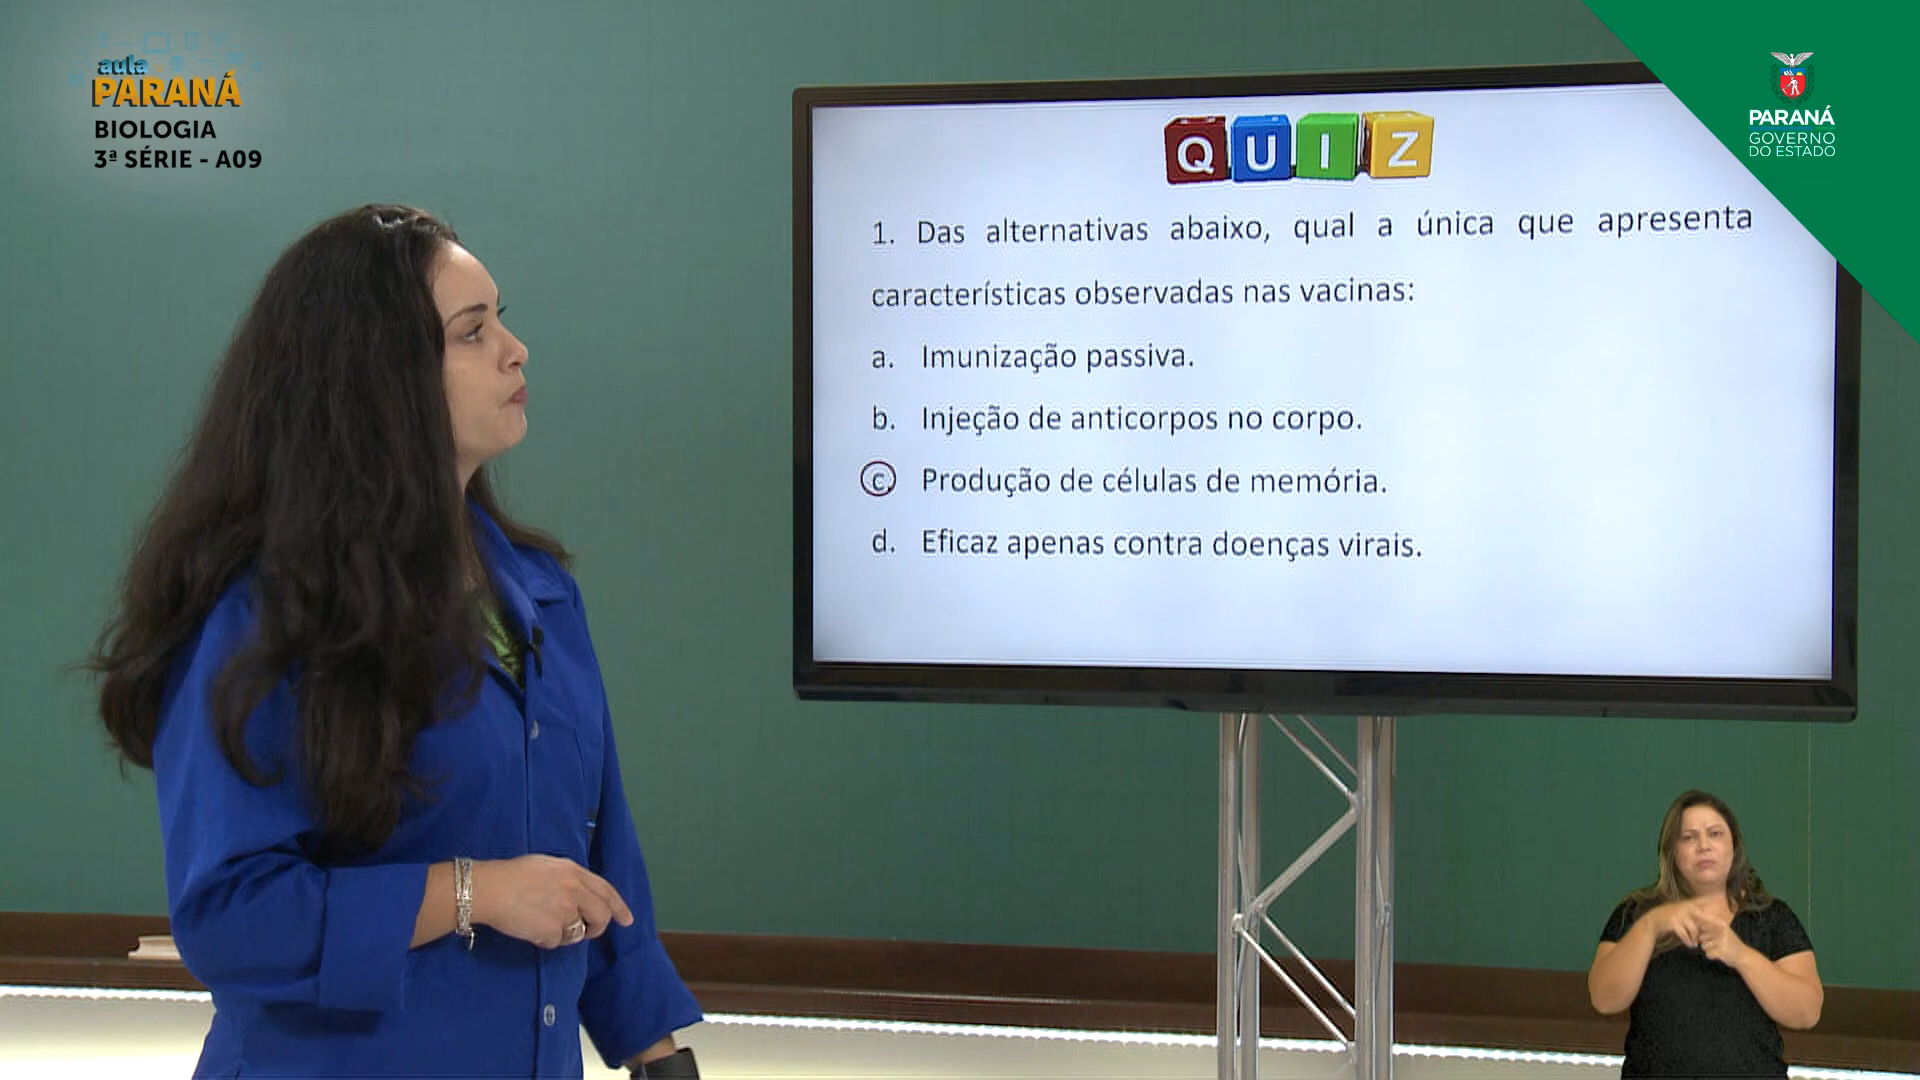 aula
PARANÁ
BIOLOGIA
3ª SÉRIE - A09
PARANÁ
GOVERNO
DO ESTADO
QUIZ
1. Das alternativas abaixo, qual a única que apresenta
características observadas nas vacinas:
a. Imunização passiva.
b. Injeção de anticorpos no corpo.
c. Produção de células de memória.
d. Eficaz apenas contra doenças virais.